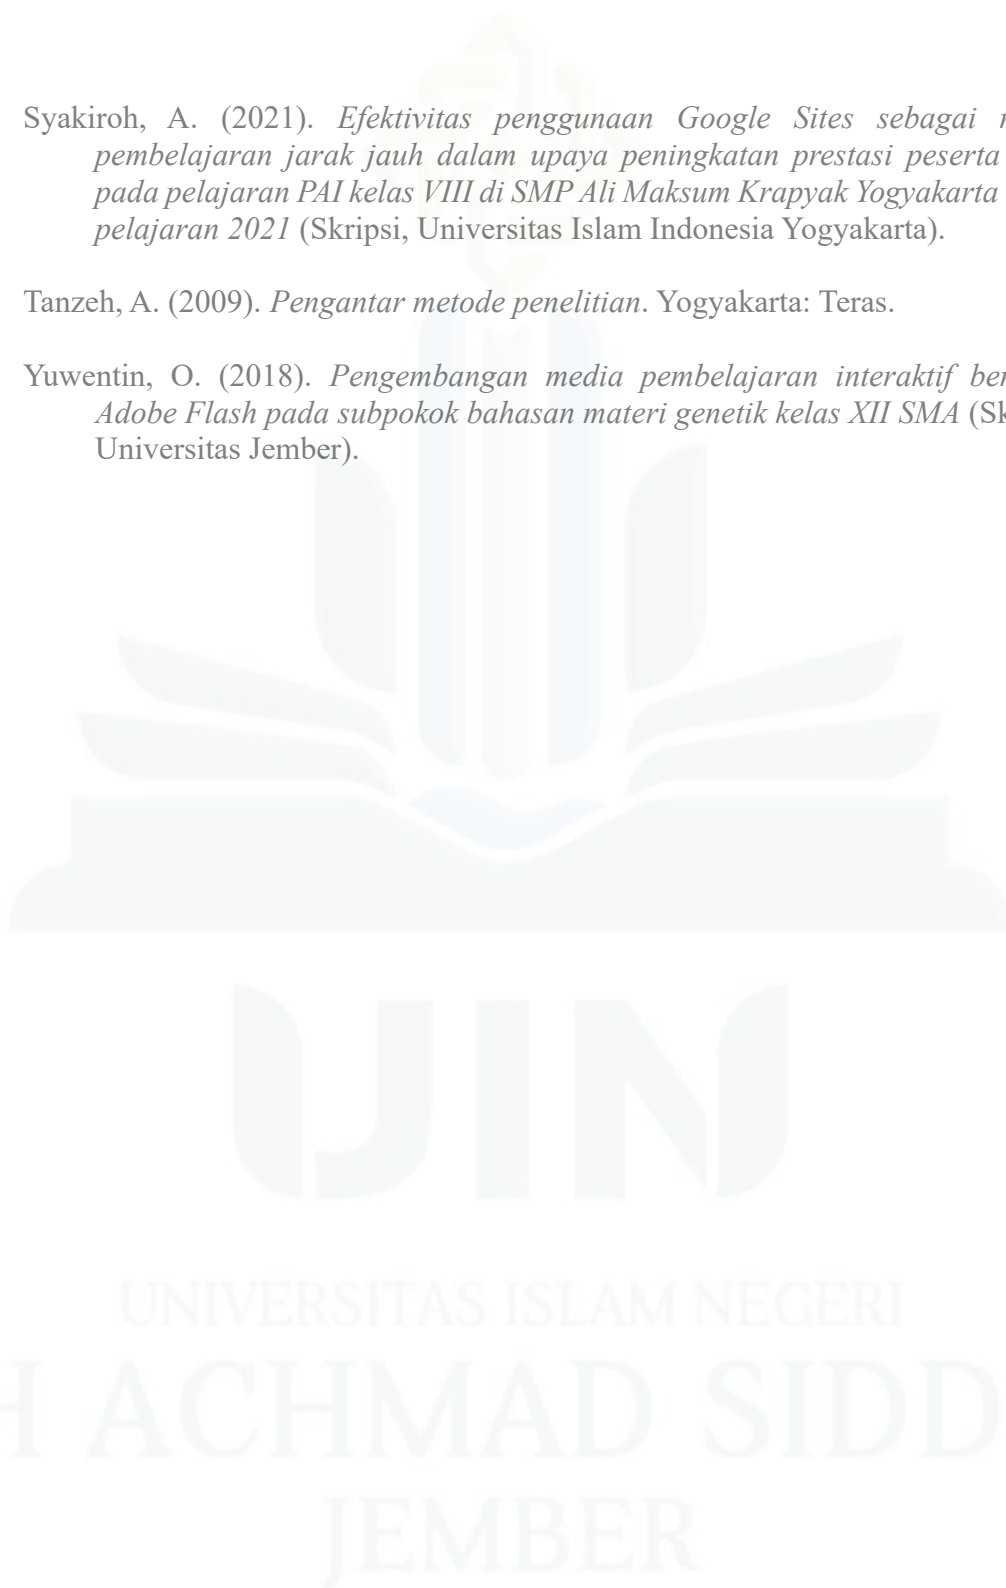 Syakiroh, A. (2021). Efektivitas penggunaan Google Sites sebagai
pembelajaran jarak jauh dalam upaya peningkatan prestasi peserta
pada pelajaran PAI kelas VIII di SMP Ali Maksum Krapyak Yogyakarta
pelajaran 2021 (Skripsi, Universitas Islam Indonesia Yogyakarta).
Tanzeh, A. (2009). Pengantar metode penelitian. Yogyakarta: Teras.
Yuwentin, O. (2018). Pengembangan media pembelajaran interaktif ber
Adobe Flash pada subpokok bahasan materi genetik kelas XII SMA (Sk
Universitas Jember).
UIN
UNIVERSITAS ISLAM NEGERI
H ACHMAD SIDD
JEMBER